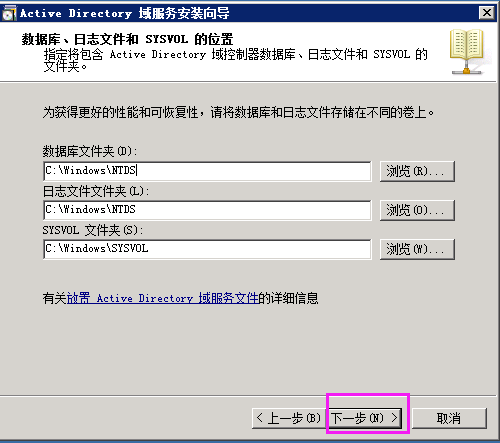 Active Directory 域服务安装向导
数据库、日志文件和 SYSVOL 的位置
指定将包含 Active Directory 域控制器数据库、日志文件和 SYSVOL 的
文件夹。
为获得更好的性能和可恢复性，请将数据库和日志文件存储在不同的卷上。
数据库文件夹(D):
C:\Windows\NTDS
浏览(R)...
日志文件文件夹(L):
C:\Windows\NTDS
浏览(O)...
SYSVOL 文件夹(S):
C:\Windows\SYSVOL
浏览(W)...
有关放置 Active Directory 域服务文件的详细信息
< 上一步(B) 下一步(N) > 取消